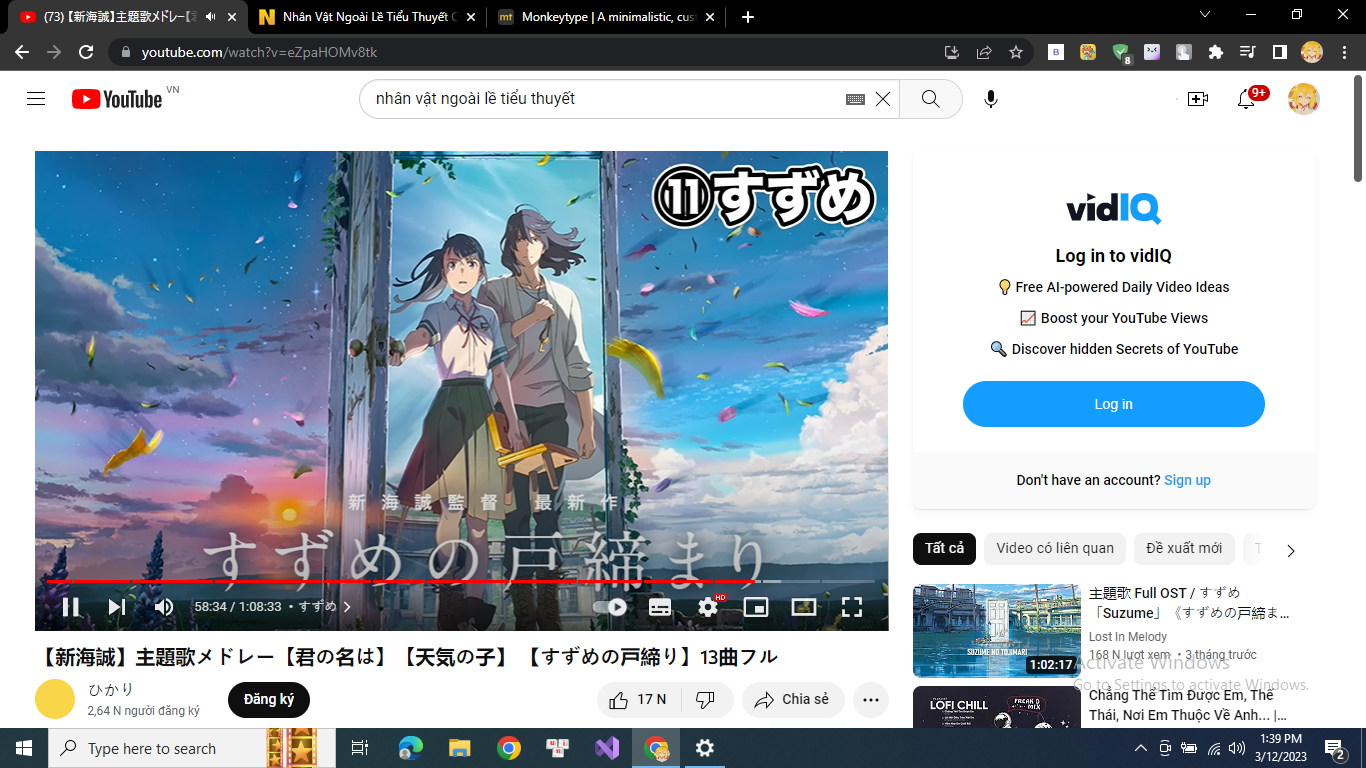 (73) 【新海誠】主題歌メドレー【君
Nhân Vật Ngoài Lề Tiểu Thuyết C
Monkeytype | A minimalistic, cus
youtube.com/watch?v=eZpaHOMv8tk
8
YouTube VN
nhân vật ngoài lề tiểu thuyết
9+
⑪すずめ
新海誠監督 最新作
すずめの戸締まり
58:34 / 1:08:33 • すずめ
HD
【新海誠】主題歌メドレー【君の名は】【天気の子】 【すずめの戸締り】13曲フル
ひかり
2,64 N người đăng ký
Đăng ký
17 N
Chia sẻ
vidIQ
Log in to vidIQ
Free AI-powered Daily Video Ideas
Boost your YouTube Views
Discover hidden Secrets of YouTube
Log in
Don't have an account? Sign up
Tất cả
Video có liên quan
Đề xuất mới
T
SUZUME NO TOJIMARI
1:02:17
主題歌 Full OST / すずめ
「Suzume」《すずめの戸締ま...
Lost In Melody
168 N lượt xem • 3 tháng trước
PLAYLIST
LOFI CHILL
FREAK D MIX
Chẳng Thể Tìm Được Em, Thế
Thái, Nơi Em Thuộc Về Anh... |...
Activate Windows
Go to Settings to activate Windows.
Type here to search
1:39 PM
3/12/2023
2